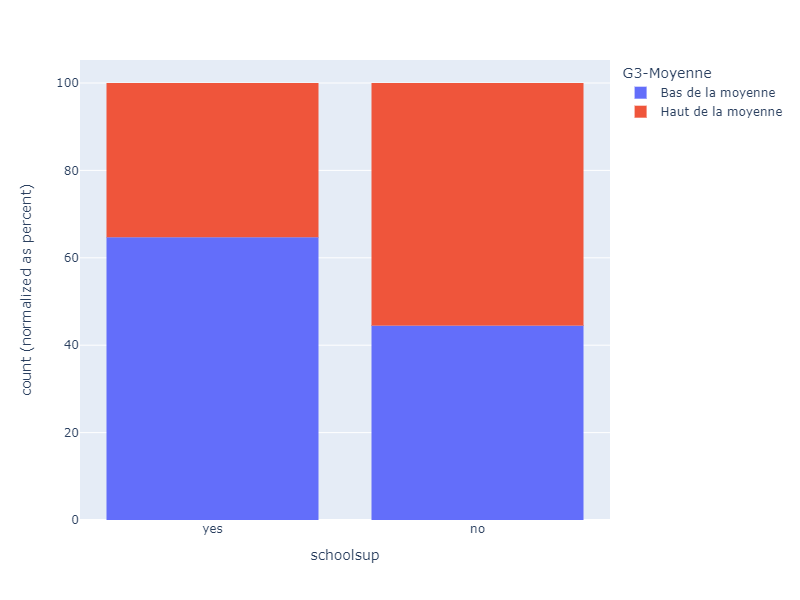 G3-Moyenne
Bas de la moyenne
Haut de la moyenne
count (normalized as percent)
100
80
60
40
20
0
yes
no
schoolsup